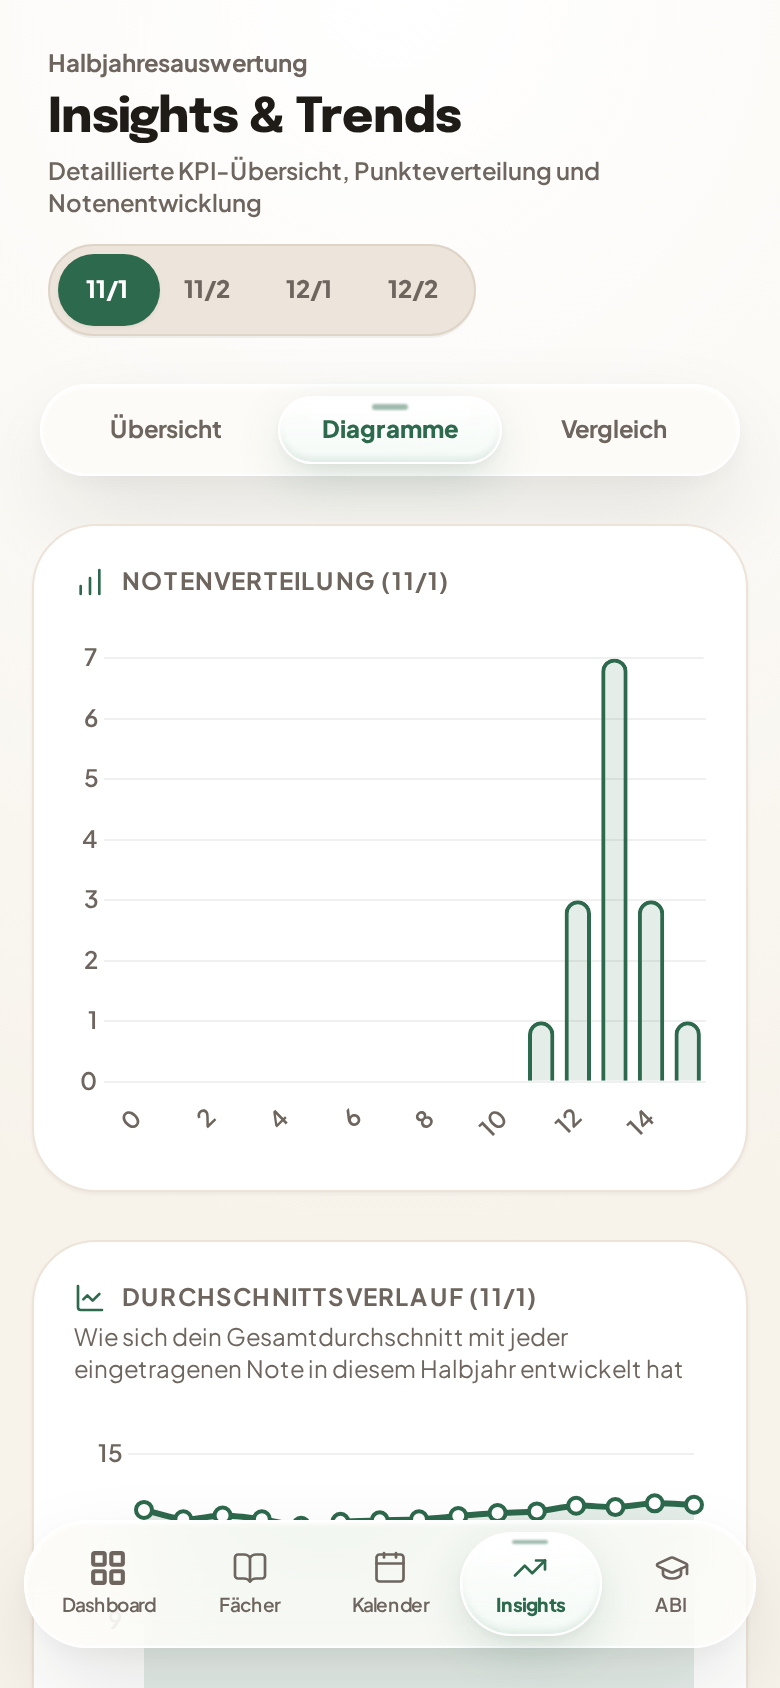 Halbjahresauswertung
Insights & Trends
Detaillierte KPI-Übersicht, Punkteverteilung und
Notenentwicklung
11/1 11/2 12/1 12/2
Übersicht Diagramme Vergleich
NOTENVERTEILUNG (11/1)
7
6
5
4
3
2
1
0
0 2 4 6 8 10 12 14
DURCHSCHNITTSVERLAUF (11/1)
Wie sich dein Gesamtdurchschnitt mit jeder
eingetragenen Note in diesem Halbjahr entwickelt hat
15
9
Dashboard Fächer Kalender Insights ABI